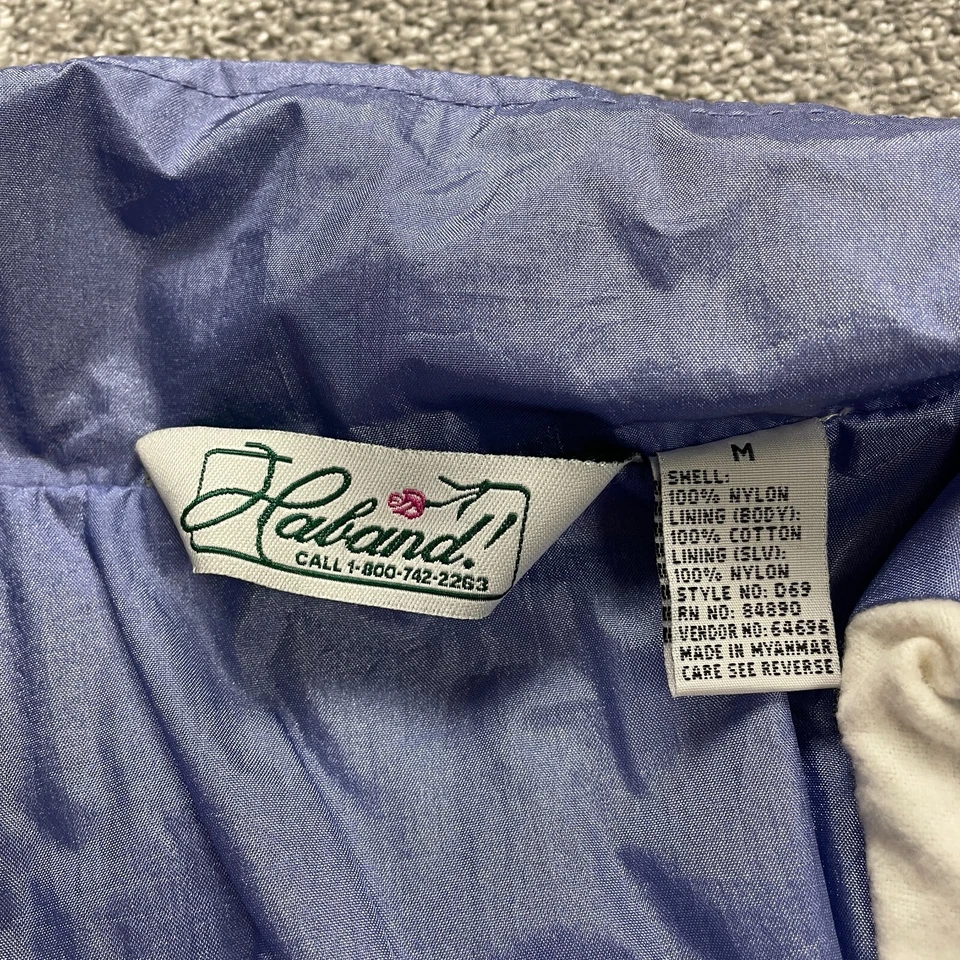 Haband!
CALL 1-800-742-2263
M
SHELL:
100% NYLON
LINING (BODY):
100% COTTON
LINING (SLV):
100% NYLON
STYLE NO: D69
RN NO: 84890
VENDOR NO: 64696
MADE IN MYANMAR
CARE SEE REVERSE